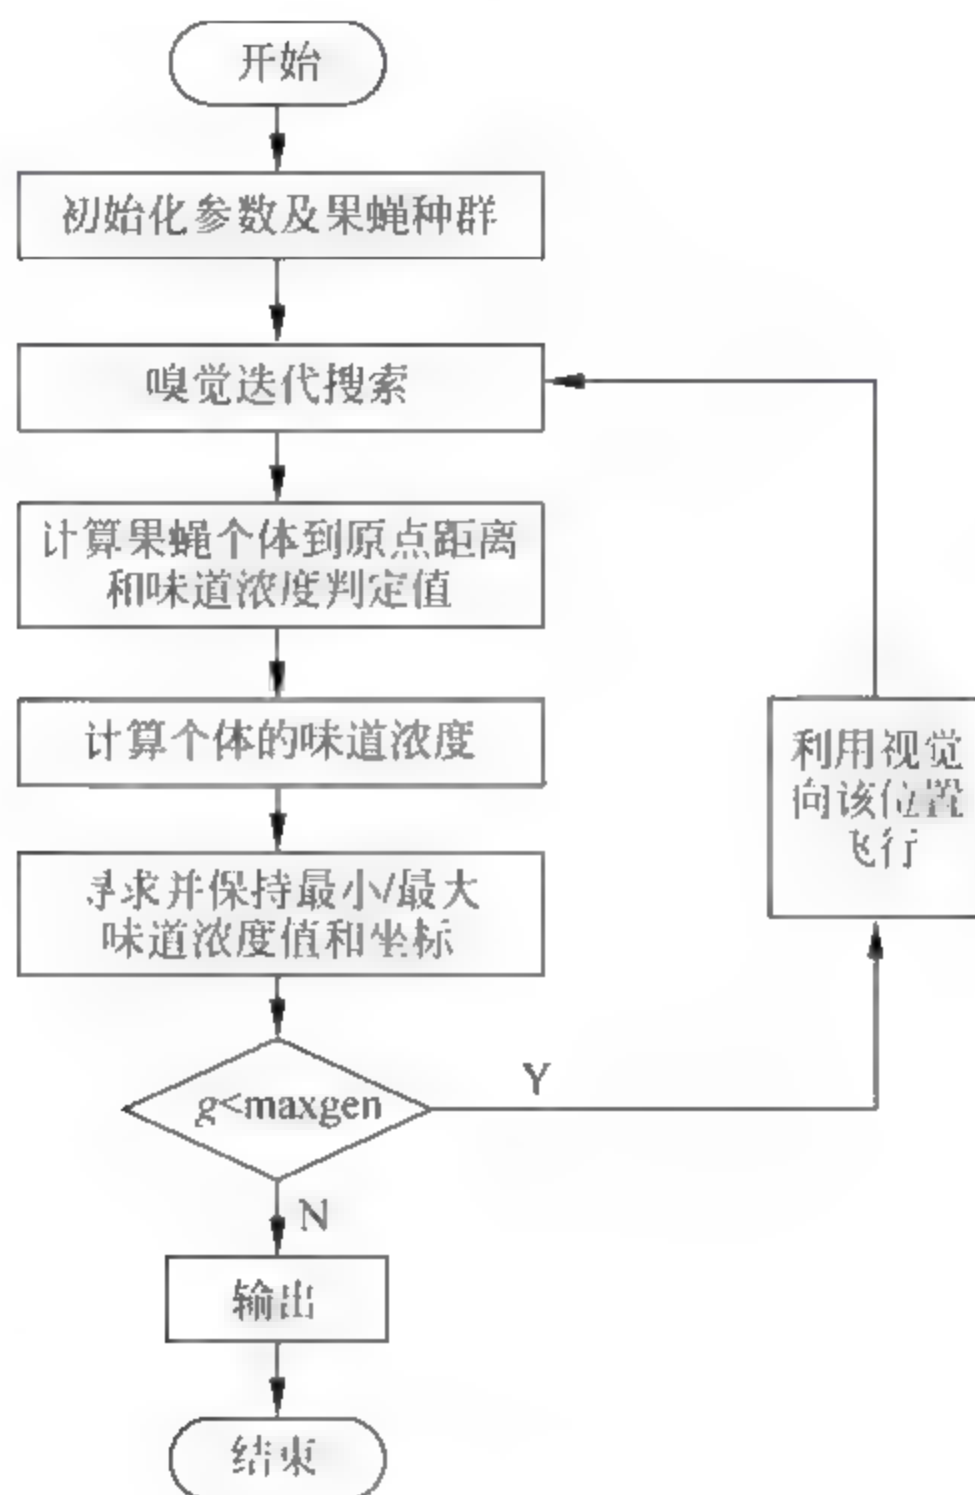 开始
初始化参数及果蝇种群
嗅觉迭代搜索
计算果蝇个体到原点距离
和味道浓度判定值
计算个体的味道浓度
寻求并保持最小/最大
味道浓度值和坐标
g<maxgen
Y
利用视觉
向该位置
飞行
N
输出
结束